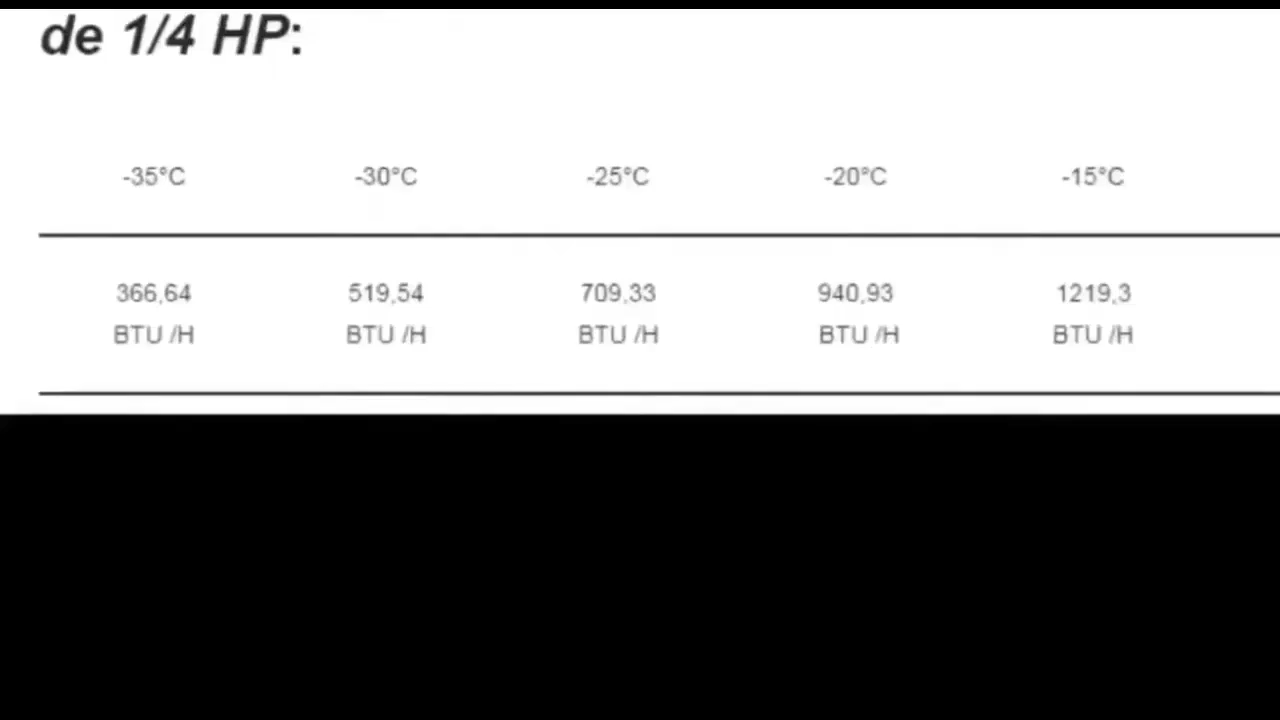 de 1/4 HP:
-35°C -30°C -25°C -20°C -15°C
366,64 519,54 709,33 940,93 1219,3
BTU /H BTU /H BTU /H BTU /H BTU /H